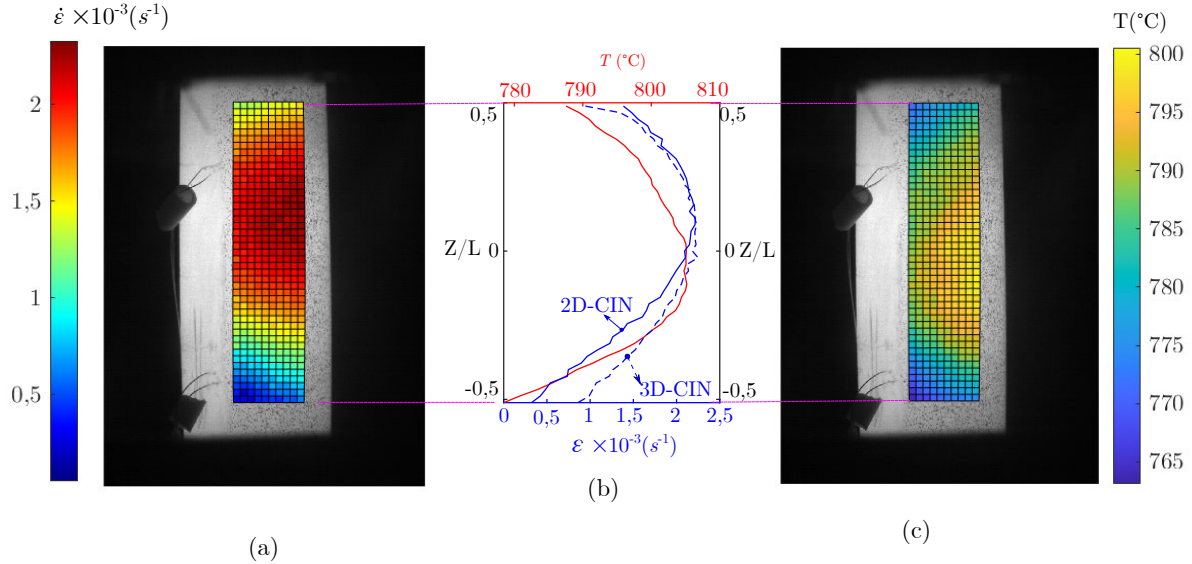 ε̇ ×10⁻³(s⁻¹)
2
1,5
1
0,5
(a)
T (°C)
780 790 800 810
0,5 0,5
Z/L 0 0 Z/L
2D-CIN
3D-CIN
-0,5 -0,5
0 0,5 1 1,5 2 2,5
ε ×10⁻³(s⁻¹)
(b)
T(°C)
800
795
790
785
780
775
770
765
(c)